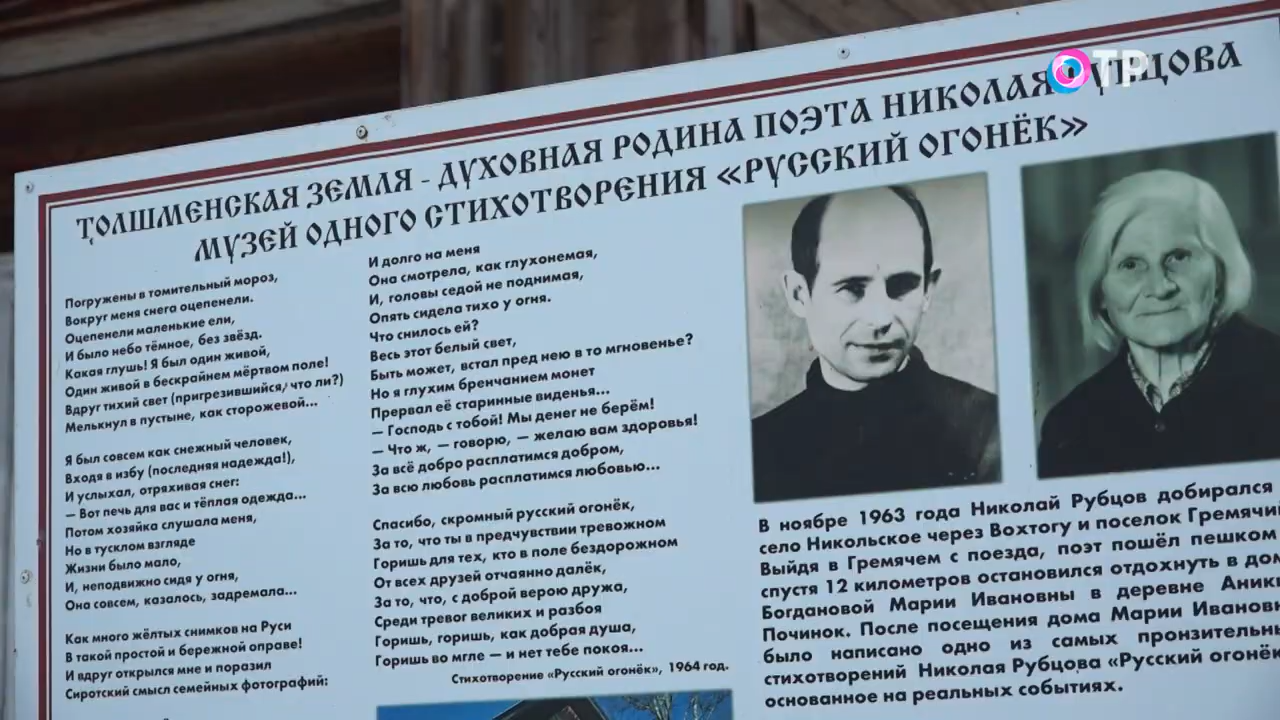 ОТР
ТОЛШМЕНСКАЯ ЗЕМЛЯ - ДУХОВНАЯ РОДИНА ПОЭТА НИКОЛАЯ
МУЗЕЙ ОДНОГО СТИХОТВОРЕНИЯ «РУССКИЙ ОГОНЁК»
Погружены в томительный мороз,
Вокруг меня снега оцепенели.
Оцепенели маленькие ели,
И было небо тёмное, без звёзд.
Какая глушь! Я был один живой,
Один живой в бескрайнем мёртвом поле!
Вдруг тихий свет (пригрезившийся, что ли?)
Мелькнул в пустыне, как сторожевой...
Я был совсем как снежный человек,
Входя в избу (последняя надежда!),
И услыхал, отряхивая снег:
– Вот печь для вас и тёплая одежда...
Потом хозяйка слушала меня,
Но в тусклом взгляде
Жизни было мало,
И, неподвижно сидя у огня,
Она совсем, казалось, задремала...
Как много жёлтых снимков на Руси
В такой простой и бережной оправе!
И вдруг открылся мне и поразил
Сиротский смысл семейных фотографий:
И долго на меня
Она смотрела, как глухонемая,
И, головы седой не поднимая,
Опять сидела тихо у огня.
Что снилось ей?
Весь этот белый свет,
Быть может, встал пред нею в то мгновенье?
Но я глухим бренчанием монет
Прервал её старинные виденья...
– Господь с тобой! Мы денег не берём!
– Что ж, – говорю, – желаю вам здоровья!
За всё добро расплатимся добром,
За всю любовь расплатимся любовью...
Спасибо, скромный русский огонёк,
За то, что ты в предчувствии тревожном
Горишь для тех, кто в поле бездорожном
От всех друзей отчаянно далёк,
За то, что, с доброй верою дружа,
Среди тревог великих и разбоя
Горишь, горишь, как добрая душа,
Горишь во мгле – и нет тебе покоя...
Стихотворение «Русский огонёк», 1964 год.
В ноябре 1963 года Николай Рубцов добирался
село Никольское через Вохтогу и поселок Гремячи
Выйдя в Гремячем с поезда, поэт пошёл пешком
спустя 12 километров остановился отдохнуть в дом
Богдановой Марии Ивановны в деревне Аники
Починок. После посещения дома Марии Ивановн
было написано одно из самых пронзительны
стихотворений Николая Рубцова «Русский огонёк
основанное на реальных событиях.